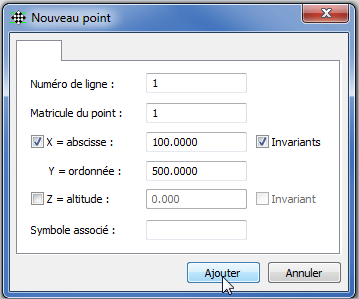 Nouveau point
Numéro de ligne : 1
Matricule du point : 1
X = abscisse : 100.0000 Invariants
Y = ordonnée : 500.0000
Z = altitude : 0.000 Invariant
Symbole associé :
Ajouter Annuler